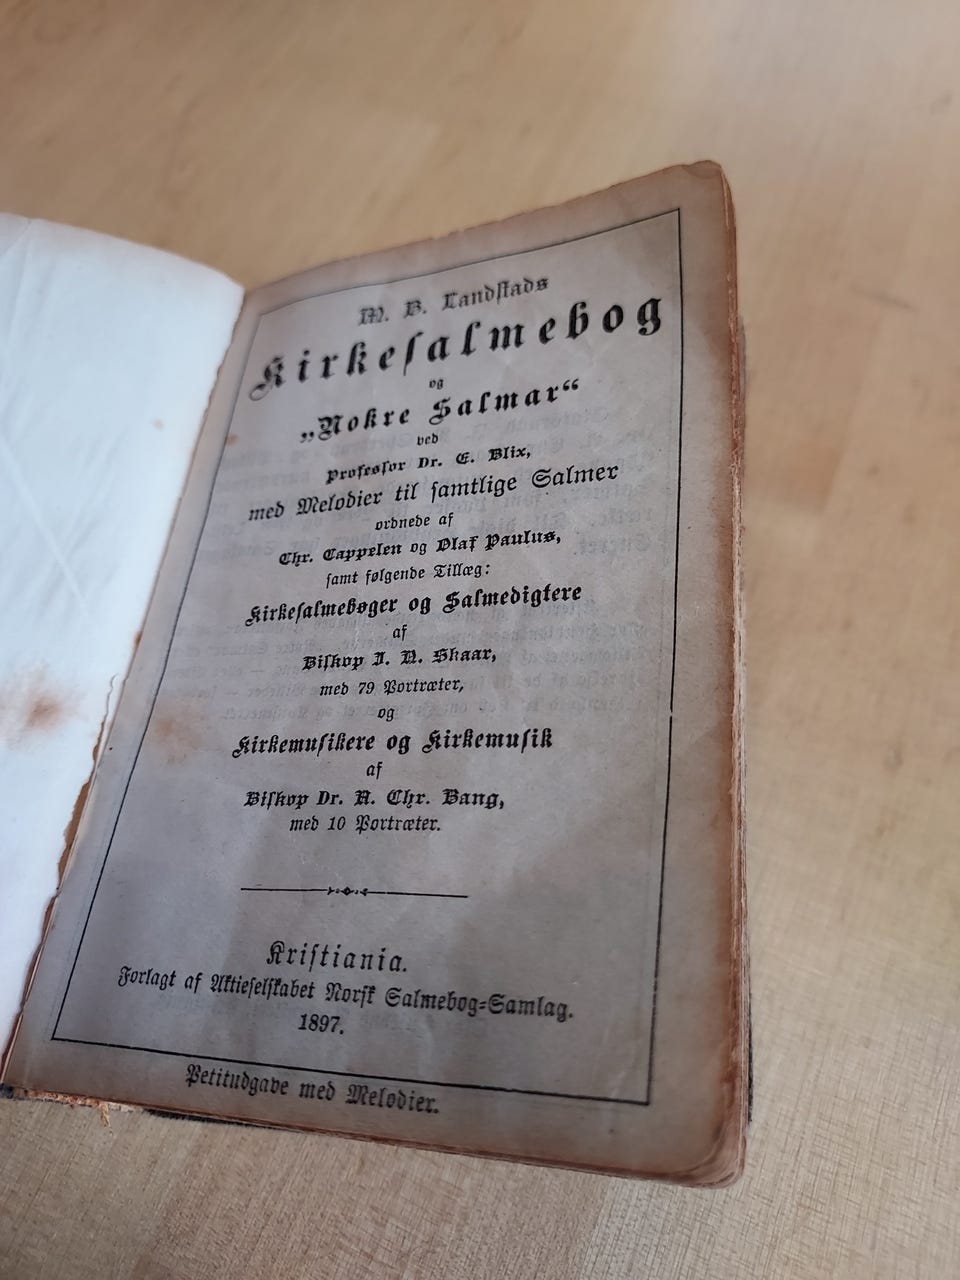 M. B. Landstads
Kirkesalmebog
og
„Nokre Salmar“
ved
Professor Dr. E. Blix,
med Melodier til samtlige Salmer
ordnede af
Chr. Cappelen og Olaf Paulus,
samt følgende Tillæg:
Kirkesalmebøger og Salmedigtere
af
Biskop J. N. Skaar,
med 79 Portræter,
og
Kirkemusikere og Kirkemusik
af
Biskop Dr. A. Chr. Bang,
med 10 Portræter.
Kristiania.
Forlagt af Aktieselskabet Norsk Salmebog=Samlag.
1897.
Petitudgave med Melodier.